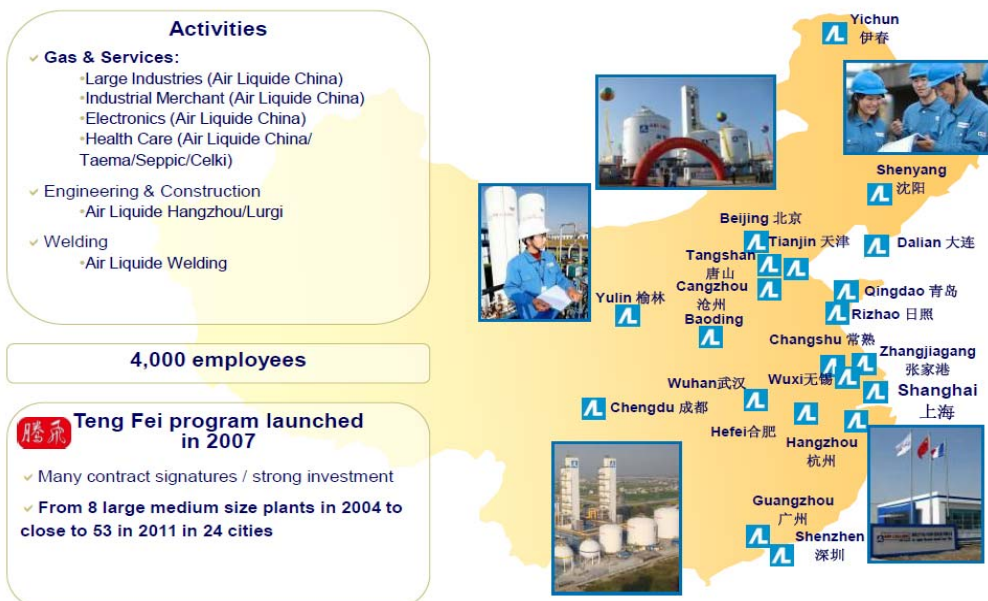 Activities
✓ Gas & Services:
•Large Industries (Air Liquide China)
•Industrial Merchant (Air Liquide China)
•Electronics (Air Liquide China)
•Health Care (Air Liquide China/
Taema/Seppic/Celki)
✓ Engineering & Construction
•Air Liquide Hangzhou/Lurgi
✓ Welding
•Air Liquide Welding
4,000 employees
腾飞
Teng Fei program launched
in 2007
✓ Many contract signatures / strong investment
✓ From 8 large medium size plants in 2004 to
close to 53 in 2011 in 24 cities
Yichun
伊春
Shenyang
沈阳
Beijing 北京
Tianjin 天津
Dalian 大连
Tangshan
唐山
Cangzhou
沧州
Qingdao 青岛
Yulin 榆林
Rizhao 日照
Baoding
Changshu 常熟
Zhangjiagang
张家港
Wuxi无锡
Wuhan武汉
Shanghai
上海
Chengdu 成都
Hefei合肥
Hangzhou
杭州
Guangzhou
广州
Shenzhen
深圳